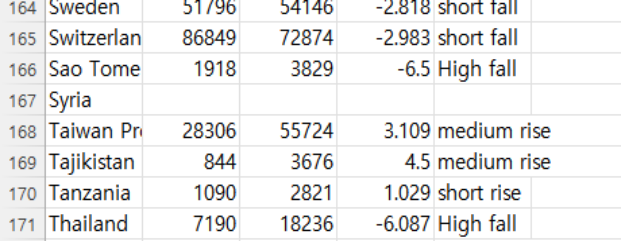 164 Sweden 51796 54146 -2.818 short fall
165 Switzerlan 86849 72874 -2.983 short fall
166 Sao Tome 1918 3829 -6.5 High fall
167 Syria
168 Taiwan Pr 28306 55724 3.109 medium rise
169 Tajikistan 844 3676 4.5 medium rise
170 Tanzania 1090 2821 1.029 short rise
171 Thailand 7190 18236 -6.087 High fall